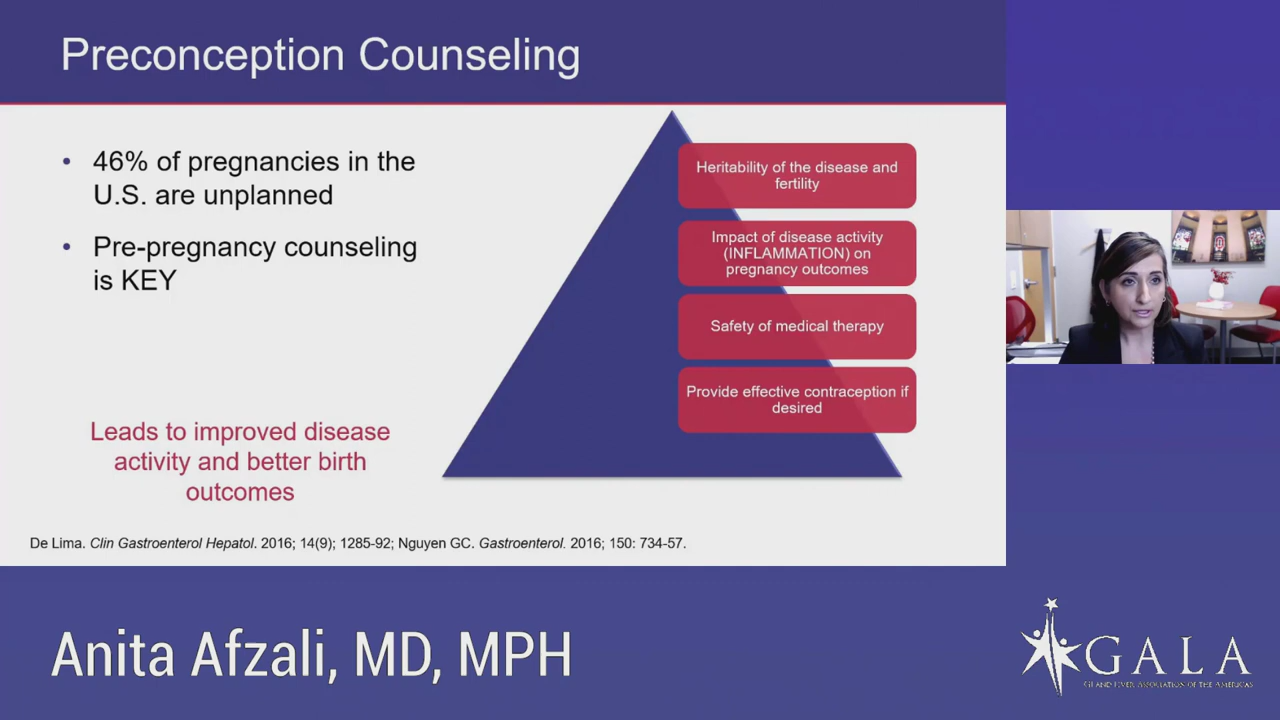 Preconception Counseling
• 46% of pregnancies in the
U.S. are unplanned
• Pre-pregnancy counseling
is KEY
Leads to improved disease
activity and better birth
outcomes
Heritability of the disease and
fertility
Impact of disease activity
(INFLAMMATION) on
pregnancy outcomes
Safety of medical therapy
Provide effective contraception if
desired
De Lima. Clin Gastroenterol Hepatol. 2016; 14(9); 1285-92; Nguyen GC. Gastroenterol. 2016; 150: 734-57.
Anita Afzali, MD, MPH
GALA
GI AND LIVER ASSOCIATION OF THE AMERICAS